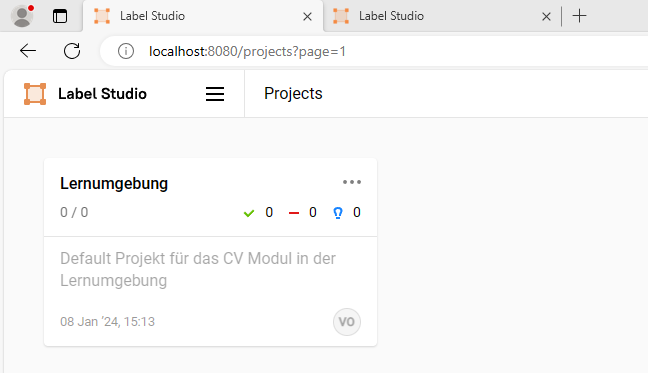 Label Studio
Label Studio
localhost:8080/projects?page=1
Label Studio
Projects
Lernumgebung
0 / 0
0
0
0
Default Projekt für das CV Modul in der
Lernumgebung
08 Jan '24, 15:13
VO